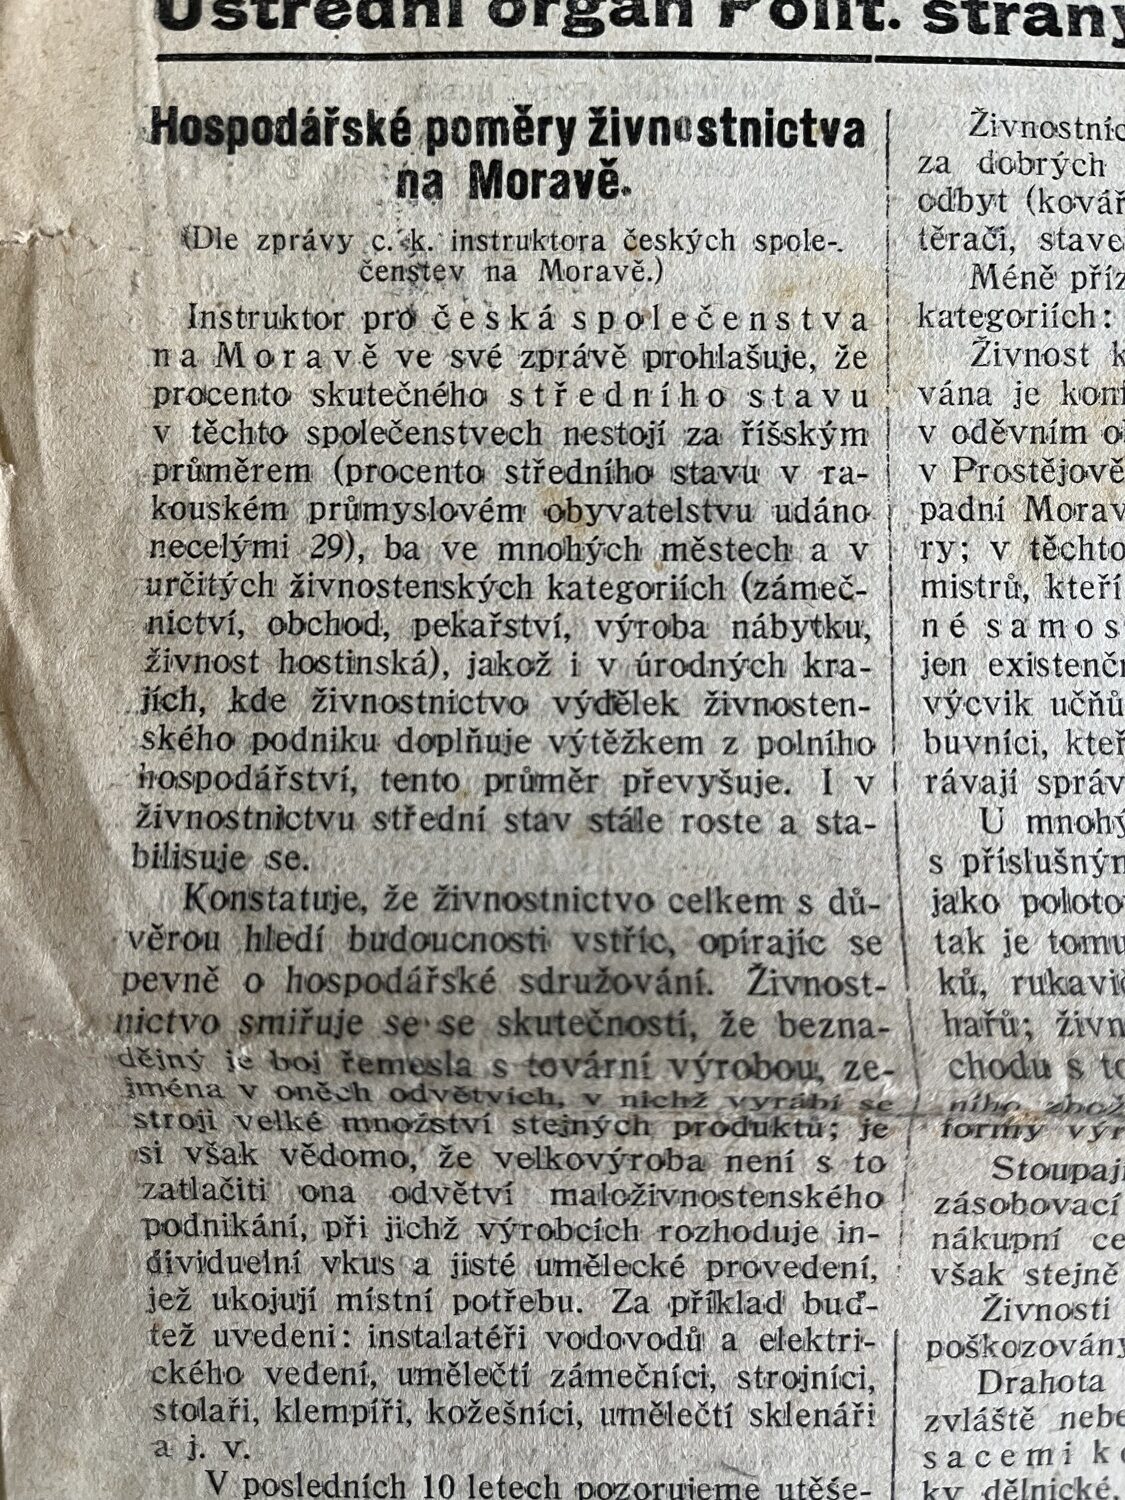 Ústřední orgán Polit. strany
Hospodářské poměry živnostnictva
na Moravě.
(Dle zprávy c. k. instruktora českých spole-
čenstev na Moravě.)
Instruktor pro česká společenstva
na Moravě ve své zprávě prohlašuje, že
procento skutečného středního stavu
v těchto společenstvech nestojí za říšským
průměrem (procento středního stavu v ra-
kouském průmyslovém obyvatelstvu udáno
necelými 29), ba ve mnohých městech a v
určitých živnostenských kategoriích (zámeč-
nictví, obchod, pekařství, výroba nábytku,
živnost hostinská), jakož i v úrodných kra-
jích, kde živnostnictvo výdělek živnosten-
ského podniku doplňuje výtěžkem z polního
hospodářství, tento průměr převyšuje. I v
živnostnictvu střední stav stále roste a sta-
bilisuje se.
Konstatuje, že živnostnictvo celkem s dů-
věrou hledí budoucnosti vstříc, opírajíc se
pevně o hospodářské sdružování. Živnost-
nictvo smiřuje se se skutečností, že bezna-
dějný je boj řemesla s tovární výrobou, ze-
jména v oněch odvětvích, v nichž vyrábí se
stroji velké množství stejných produktů; je
si však vědomo, že velkovýroba není s to
zatlačiti ona odvětví maloživnostenského
podnikání, při jichž výrobcích rozhoduje in-
dividuelní vkus a jisté umělecké provedení,
jež ukojují místní potřebu. Za příklad buď-
tež uvedeni: instalatéři vodovodů a elektri-
ckého vedení, umělečtí zámečníci, strojníci,
stolaři, klempíři, kožešníci, umělečtí sklenáři
a j. v.
V posledních 10 letech pozorujeme utěše-
Živnostníc
za dobrých
odbyt (kovář
těrači, stave
Méně příz
kategoriích:
Živnost k
vána je konf
v oděvním o
v Prostějově
padní Morav
ry; v těchto
mistrů, kteří
né samos
jen existenčn
výcvik učňů
buvníci, kteř
rávají správ
U mnohý
s příslušným
jako poloto
tak je tomu
ků, rukavič
hařů; živn
chodu s to
ního zbož
formy výr
Stoupají
zásobovací
nákupní ce
však stejně
Živnosti
poškozovány
Drahota
zvláště nebe
sacemi k
ky dělnické,